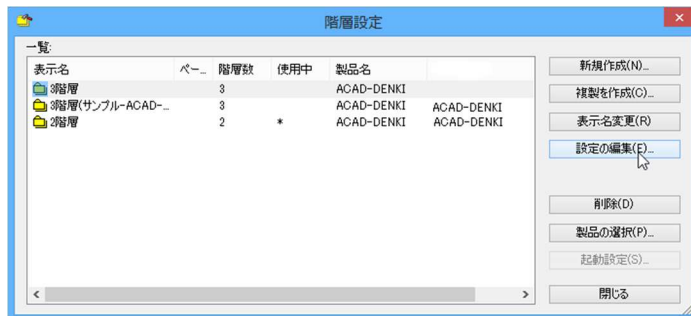 階層設定
一覧:
表示名 ペー... 階層数 使用中 製品名
3階層 3 ACAD-DENKI
3階層(サンプル-ACAD-... 3 ACAD-DENKI ACAD-DENKI
2階層 2 * ACAD-DENKI ACAD-DENKI
新規作成(N)...
複製を作成(C)...
表示名変更(R)
設定の編集(E)...
削除(D)
製品の選択(P)...
起動設定(S)...
閉じる